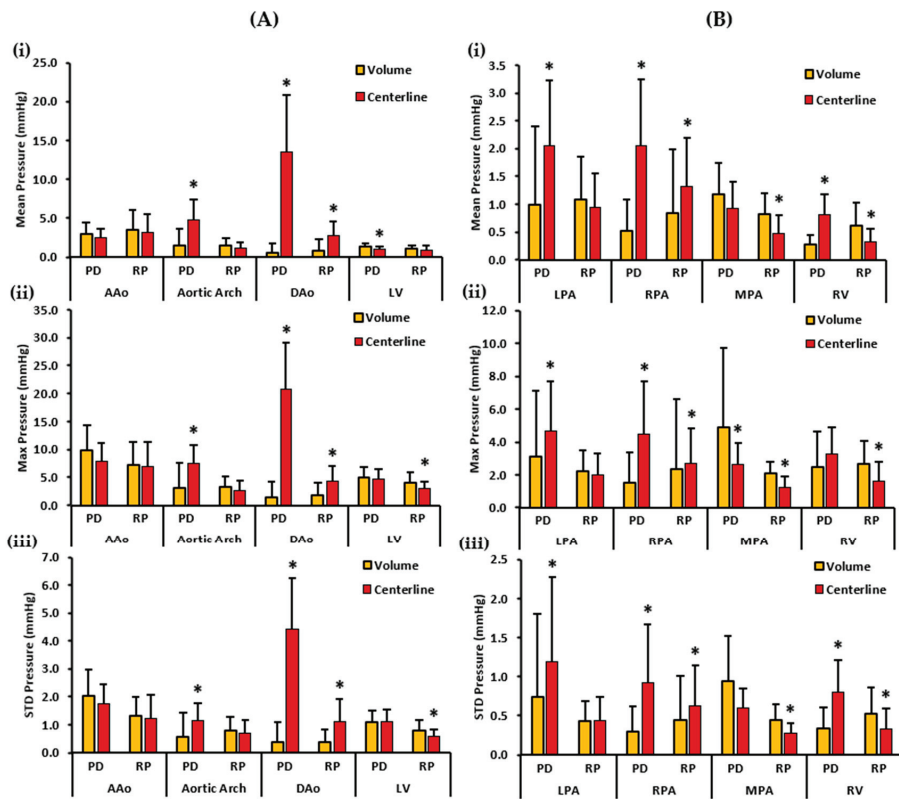 (A)
(i)
Mean Pressure (mmHg)
25.0
20.0
15.0
10.0
5.0
0.0
Volume
Centerline
* * * *
PD RP PD RP PD RP PD RP
AAo Aortic Arch DAo LV
(ii)
Max Pressure (mmHg)
35.0
30.0
25.0
20.0
15.0
10.0
5.0
0.0
Volume
Centerline
* * * *
PD RP PD RP PD RP PD RP
AAo Aortic Arch DAo LV
(iii)
STD Pressure (mmHg)
7.0
6.0
5.0
4.0
3.0
2.0
1.0
0.0
Volume
Centerline
* * * *
PD RP PD RP PD RP PD RP
AAo Aortic Arch DAo LV
(B)
(i)
Mean Pressure (mmHg)
3.5
3.0
2.5
2.0
1.5
1.0
0.5
0.0
Volume
Centerline
* * * * * *
PD RP PD RP PD RP PD RP
LPA RPA MPA RV
(ii)
Max Pressure (mmHg)
12.0
10.0
8.0
6.0
4.0
2.0
0.0
Volume
Centerline
* * * * * *
PD RP PD RP PD RP PD RP
LPA RPA MPA RV
(iii)
STD Pressure (mmHg)
2.5
2.0
1.5
1.0
0.5
0.0
Volume
Centerline
* * * * * *
PD RP PD RP PD RP PD RP
LPA RPA MPA RV